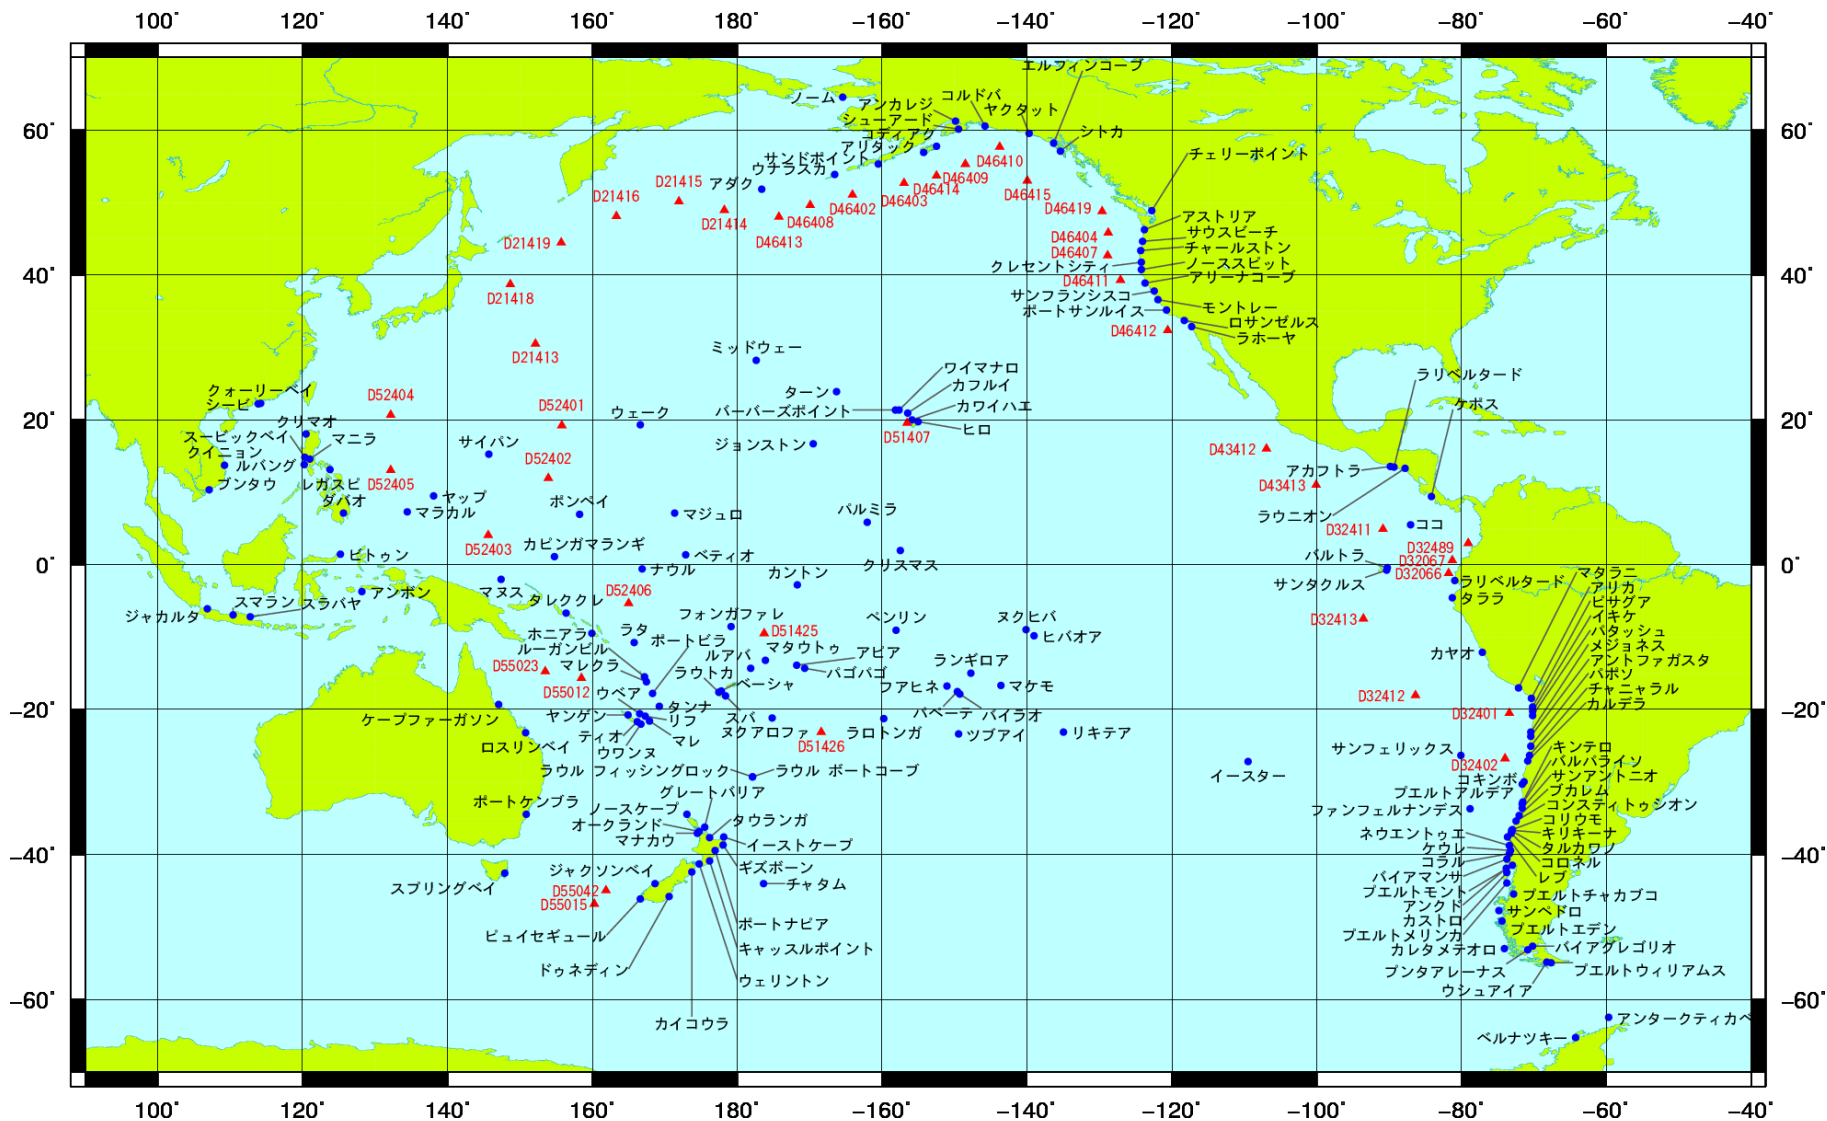 100° 120° 140° 160° 180° −160° −140° −120° −100° −80° −60° −40°
60° 60°
40° 40°
20° 20°
0° 0°
−20° −20°
−40° −40°
−60° −60°
エルフィンコーブ
ノーム
アンカレジ
コルドバ
ヤクタット
シューアード
コディアク
シトカ
アリタック
サンドポイント
ウナラスカ
アダク
チェリーポイント
D46410
D46409
D46414
D46415
D46403
D46402
D46408
D46413
D21414
D21415
D21416
D21419
D21418
D21413
D46419
D46404
D46407
D46411
D46412
アストリア
サウスビーチ
チャールストン
クレセントシティ
ノーススピット
アリーナコーブ
サンフランシスコ
モントレー
ポートサンルイス
ロサンゼルス
ラホーヤ
ミッドウェー
ワイマナロ
ターン
カフルイ
バーバーズポイント
カワイハエ
ヒロ
D51407
ジョンストン
ウェーク
D52404
D52401
D52402
D52405
D52403
クォーリーベイ
シービ
クリマオ
スービックベイ
マニラ
クイニョン
ルバング
ブンタウ
レガスピ
ダバオ
サイパン
ヤップ
マラカル
ポンペイ
マジュロ
パルミラ
ラリベルタード
ケポス
D43412
D43413
アカフトラ
ラウニオン
D32411
ココ
D32489
D32067
D32066
バルトラ
サンタクルス
ラリベルタード
タララ
ビトゥン
カピンガマランギ
ベティオ
クリスマス
ナウル
カントン
マヌス
アンボン
スマラン
スラバヤ
ジャカルタ
タレククレ
D52406
フォンガファレ
D51425
ペンリン
ヌクヒバ
ヒバオア
ホニアラ
ラタ
ポートビラ
ルーガンビル
マレクラ
D55023
D55012
マタウトゥ
ルアバ
アピア
パゴパゴ
ラウトカ
ベーシャ
ランギロア
フアヒネ
マケモ
パペーテ
バイラオ
ウベア
タンナ
ヤンゲン
リフ
スバ
ティオ
マレ
ウワンヌ
ヌクアロファ
D51426
ラロトンガ
ツブアイ
リキテア
ケープファーガソン
ロスリンベイ
ラウル フィッシングロック
ラウル ボートコーブ
イースター
D32413
カヤオ
D32412
D32401
D32402
サンフェリックス
マタラニ
アリカ
ピサグア
イキケ
パタッシュ
メジョネス
アントファガスタ
パポソ
チャニャラル
カルデラ
コキンボ
プエルトアルデア
ファンフェルナンデス
キンテロ
バルパライソ
サンアントニオ
ブカレム
コンスティトゥシオン
コリウモ
キリキーナ
タルカワノ
コロネル
レブ
ネウエントゥエ
ケウレ
コラル
バイアマンサ
プエルトモント
アンクド
カストロ
プエルトメリンカ
プエルトチャカブコ
サンペドロ
プエルトエデン
カレタメテオロ
バイアグレゴリオ
プンタアレーナス
プエルトウィリアムス
ウシュアイア
ポートケンブラ
スプリングベイ
グレートバリア
ノースケープ
オークランド
マナカウ
タウランガ
イーストケープ
ギズボーン
ジャクソンベイ
D55042
D55015
チャタム
ピュイセギュール
ドゥネディン
ポートナピア
キャッスルポイント
ウェリントン
カイコウラ
アンタークティカベ
ベルナツキー
100° 120° 140° 160° 180° −160° −140° −120° −100° −80° −60° −40°